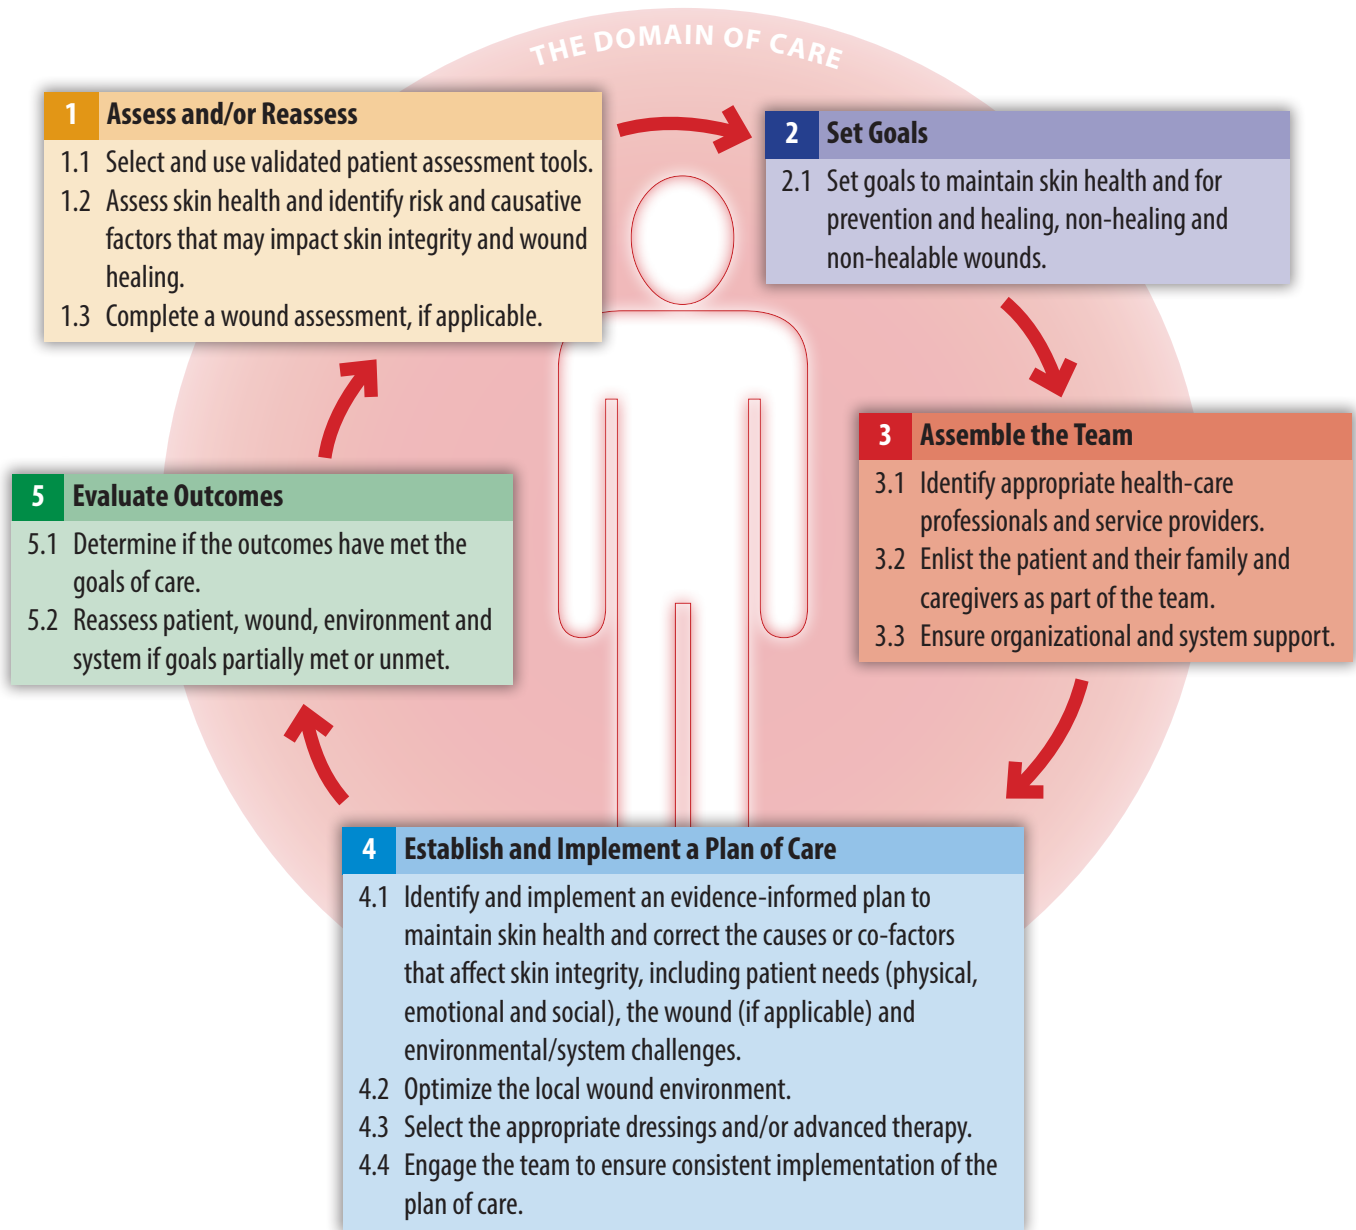 THE DOMAIN OF CARE
1 Assess and/or Reassess
1.1 Select and use validated patient assessment tools.
1.2 Assess skin health and identify risk and causative
factors that may impact skin integrity and wound
healing.
1.3 Complete a wound assessment, if applicable.
2 Set Goals
2.1 Set goals to maintain skin health and for
prevention and healing, non-healing and
non-healable wounds.
3 Assemble the Team
3.1 Identify appropriate health-care
professionals and service providers.
3.2 Enlist the patient and their family and
caregivers as part of the team.
3.3 Ensure organizational and system support.
4 Establish and Implement a Plan of Care
4.1 Identify and implement an evidence-informed plan to
maintain skin health and correct the causes or co-factors
that affect skin integrity, including patient needs (physical,
emotional and social), the wound (if applicable) and
environmental/system challenges.
4.2 Optimize the local wound environment.
4.3 Select the appropriate dressings and/or advanced therapy.
4.4 Engage the team to ensure consistent implementation of the
plan of care.
5 Evaluate Outcomes
5.1 Determine if the outcomes have met the
goals of care.
5.2 Reassess patient, wound, environment and
system if goals partially met or unmet.